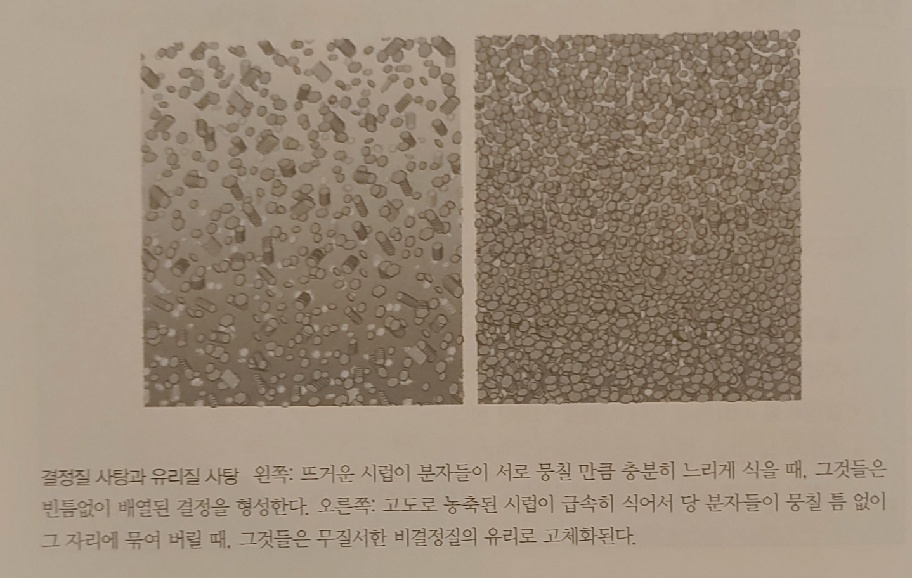 결정질 사탕과 유리질 사탕 왼쪽: 뜨거운 시럽이 분자들이 서로 뭉칠 만큼 충분히 느리게 식을 때, 그것들은
빈틈없이 배열된 결정을 형성한다. 오른쪽: 고도로 농축된 시럽이 급속히 식어서 당 분자들이 뭉칠 틈 없이
그 자리에 묶여 버릴 때, 그것들은 무질서한 비결정질의 유리로 고체화된다.